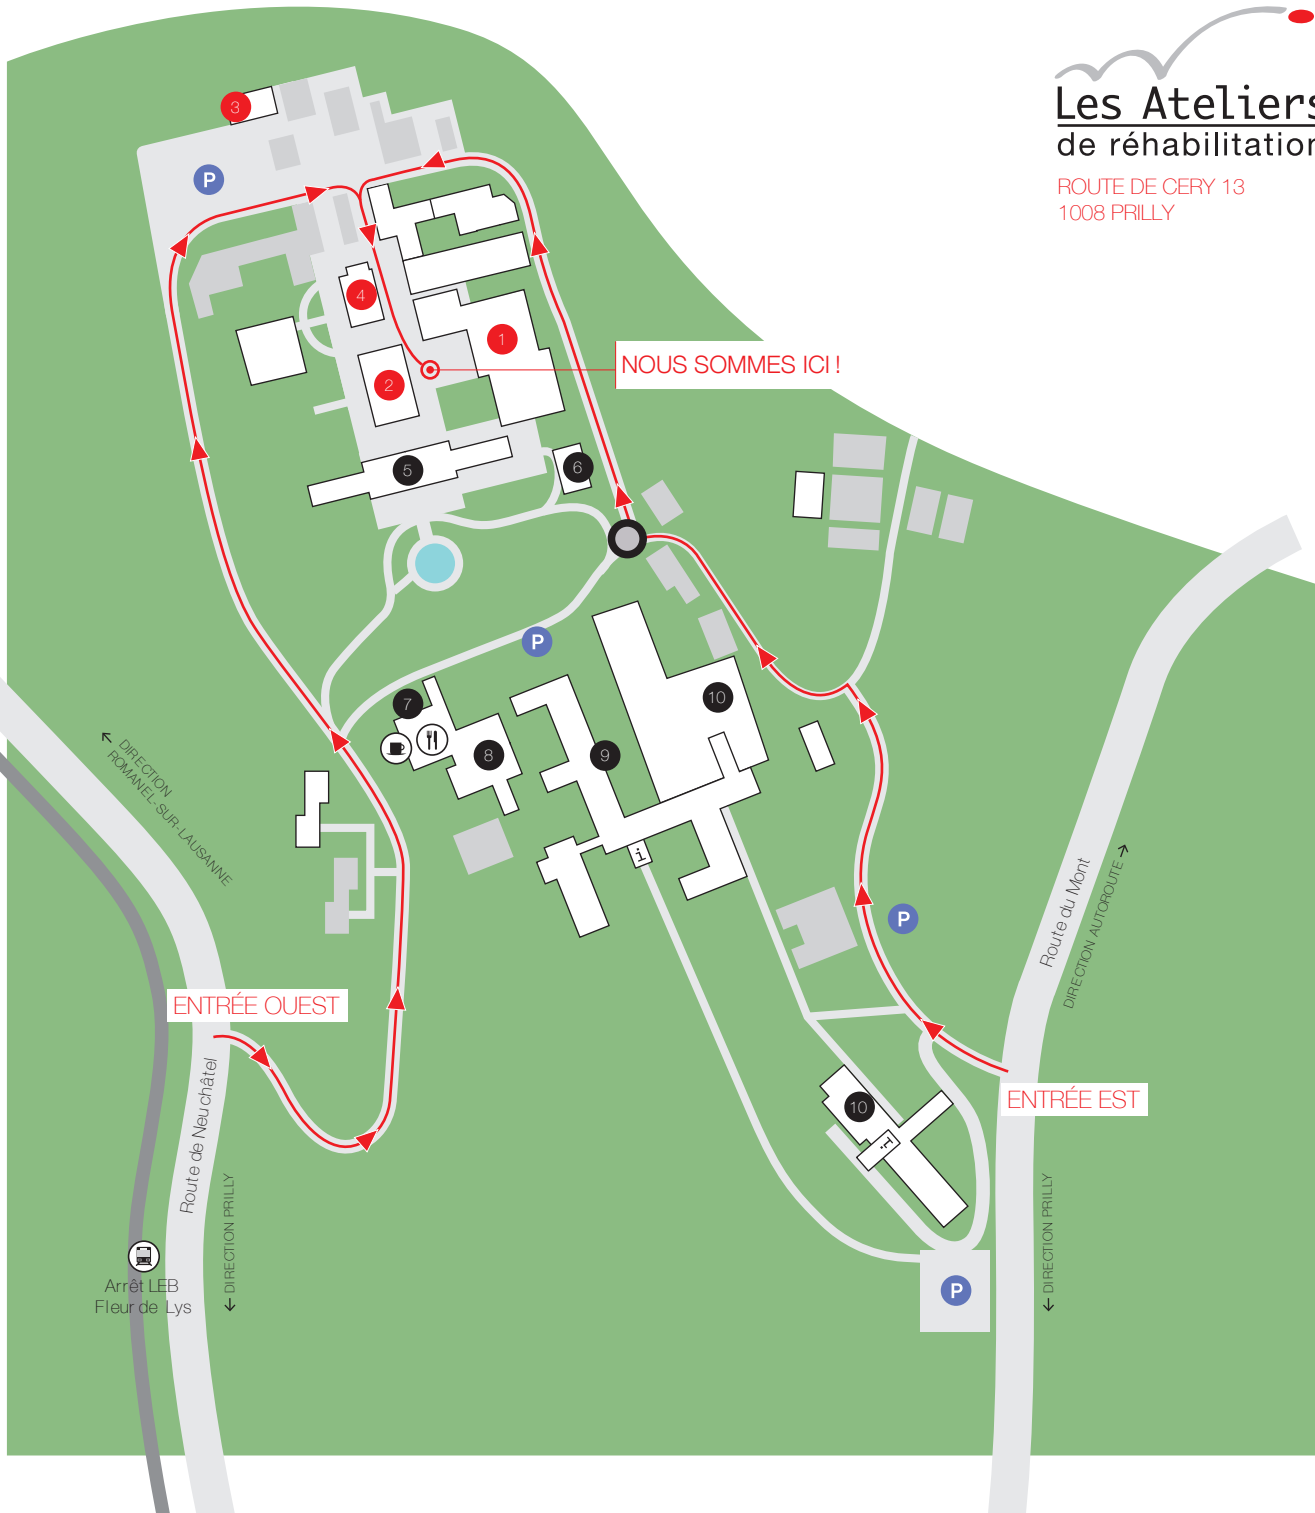 Les Ateliers
de réhabilitation
ROUTE DE CERY 13
1008 PRILLY
3
P
4
1
NOUS SOMMES ICI !
2
5
6
P
7
8
9
10
← DIRECTION
ROMANEL-SUR-LAUSANNE
i
P
Route du Mont
DIRECTION AUTOROUTE →
ENTRÉE OUEST
Route de Neuchâtel
ENTRÉE EST
10
i
← DIRECTION PRILLY
← DIRECTION PRILLY
Arrêt LEB
Fleur de Lys
P